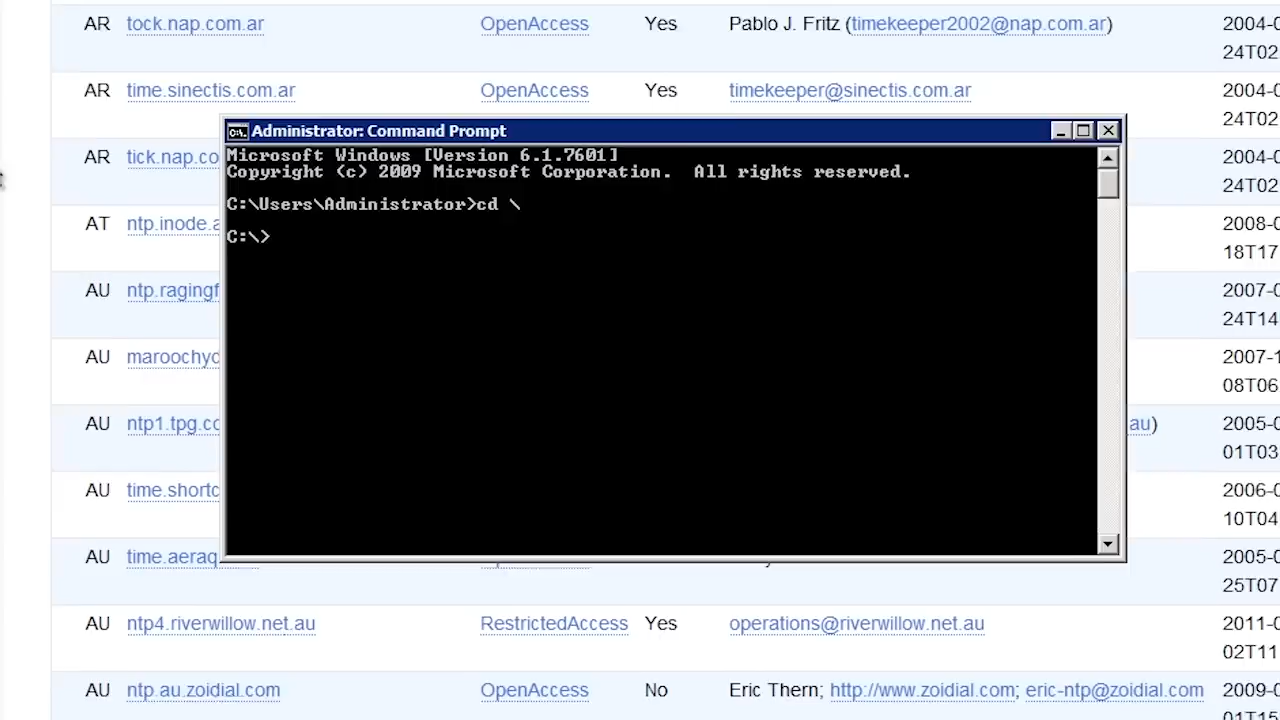 AR tock.nap.com.ar OpenAccess Yes Pablo J. Fritz (timekeeper2002@nap.com.ar) 2004-0
24T02
AR time.sinectis.com.ar OpenAccess Yes timekeeper@sinectis.com.ar 2004-0
24T02
Administrator: Command Prompt
Microsoft Windows [Version 6.1.7601]
Copyright (c) 2009 Microsoft Corporation. All rights reserved.
C:\Users\Administrator>cd \
C:\>
AR tick.nap.co 2004-0
24T02
AT ntp.inode.a 2008-0
18T17
AU ntp.ragingf 2007-0
24T14
AU maroochyd 2007-1
08T06
AU ntp1.tpg.co au) 2005-0
01T03
AU time.shortc 2006-0
10T04
AU time.aeraq 2005-0
25T07
AU ntp4.riverwillow.net.au RestrictedAccess Yes operations@riverwillow.net.au 2011-0
02T11
AU ntp.au.zoidial.com OpenAccess No Eric Thern; http://www.zoidial.com; eric-ntp@zoidial.com 2009-0
01T15